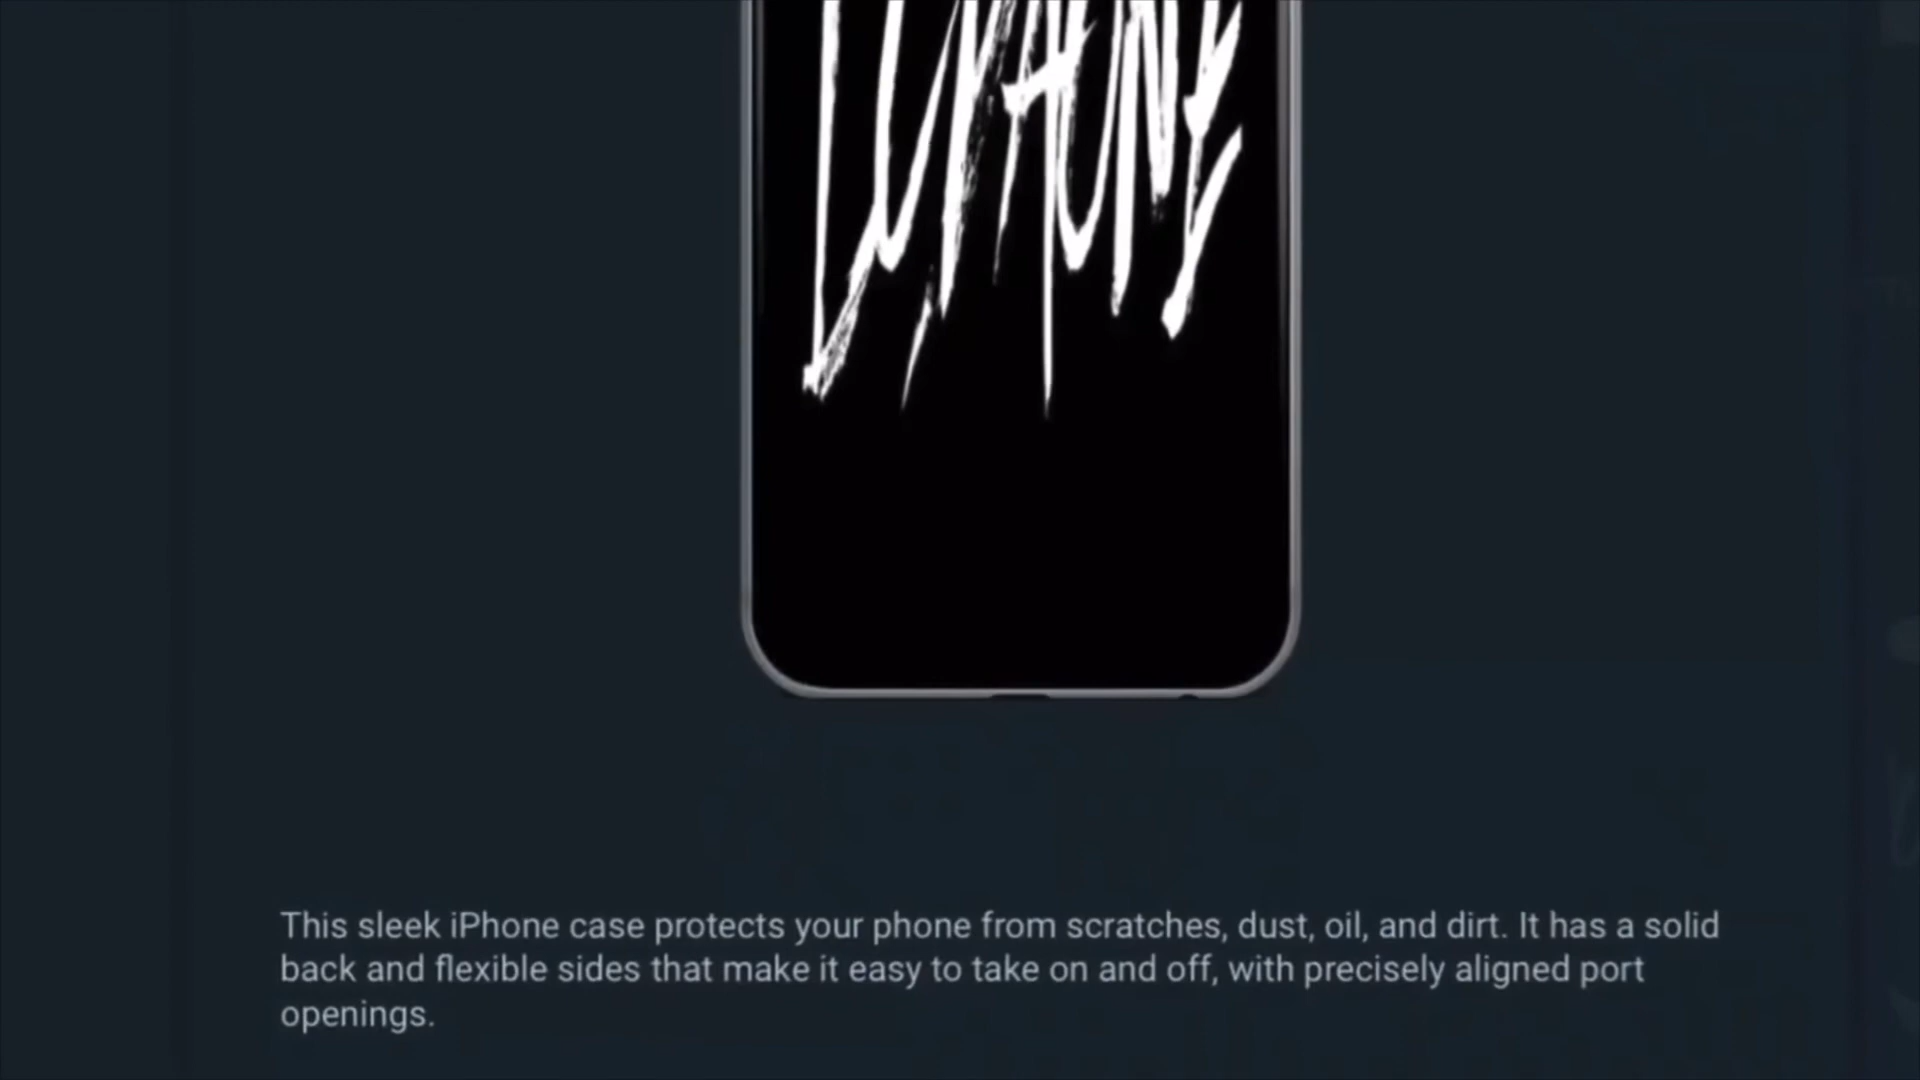 This sleek iPhone case protects your phone from scratches, dust, oil, and dirt. It has a solid
back and flexible sides that make it easy to take on and off, with precisely aligned port
openings.